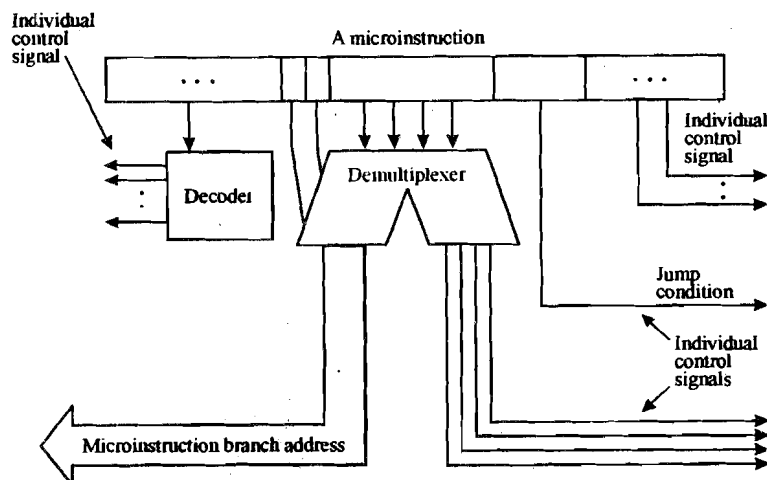 Individual
control
signal
A microinstruction
...
...
Individual
control
signal
Demultiplexer
Decoder
Jump
condition
Individual
control
signals
Microinstruction branch address